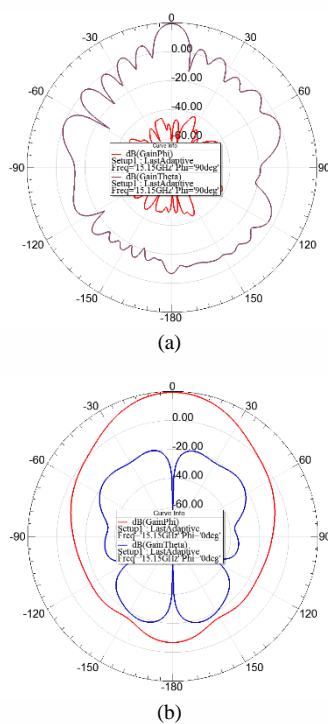 0
-30
30
0.00
-20.00
-60
60
-40.00
-60.00
Curve Info
dB(GainPhi)
Setup1 : LastAdaptive
Freq='15.15GHz' Phi='90deg'
dB(GainTheta)
Setup1 : LastAdaptive
Freq='15.15GHz' Phi='90deg'
-90
90
-120
120
-150
150
-180
(a)
0
-30
30
0.00
-20.00
-60
60
-40.00
-60.00
Curve Info
dB(GainPhi)
Setup1 : LastAdaptive
Freq='15.15GHz' Phi='0deg'
dB(GainTheta)
Setup1 : LastAdaptive
Freq='15.15GHz' Phi='0deg'
-90
90
-120
120
-150
150
-180
(b)